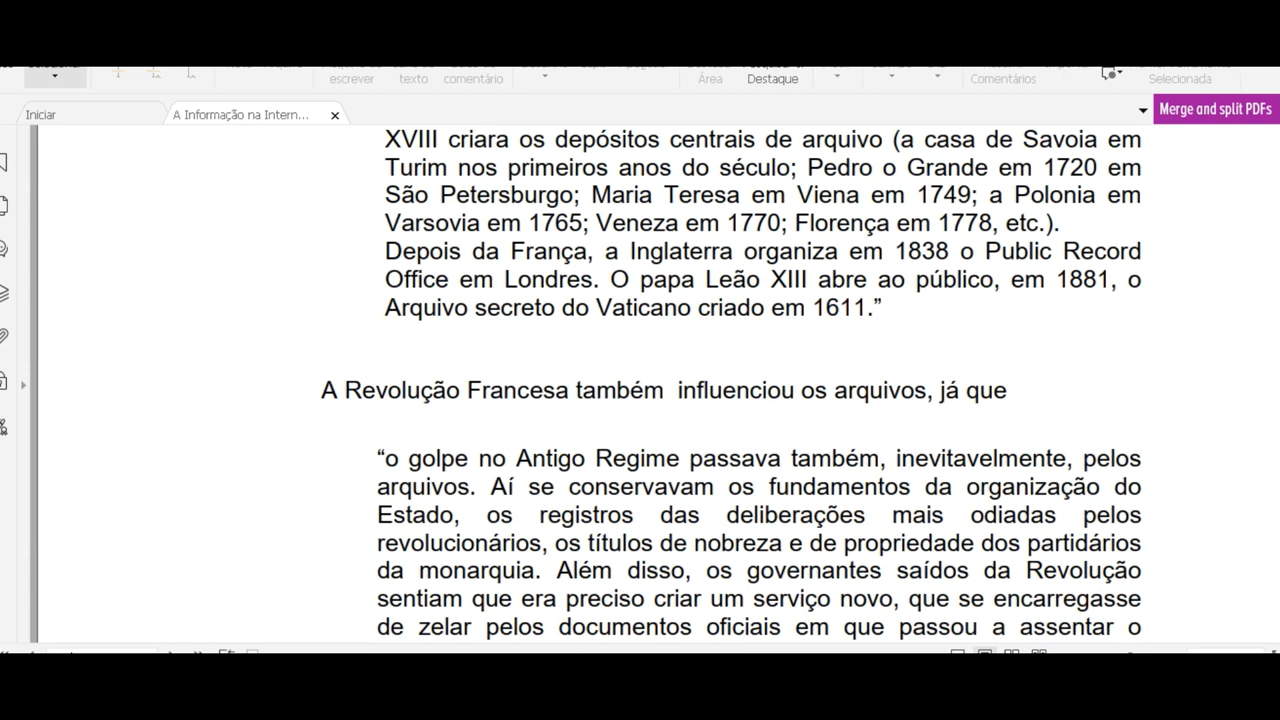 escrever
texto
comentário
Área
Destaque
Comentários
Selecionada
Iniciar
A Informação na Intern...
Merge and split PDFs
XVIII criara os depósitos centrais de arquivo (a casa de Savoia em
Turim nos primeiros anos do século; Pedro o Grande em 1720 em
São Petersburgo; Maria Teresa em Viena em 1749; a Polonia em
Varsovia em 1765; Veneza em 1770; Florença em 1778, etc.).
Depois da França, a Inglaterra organiza em 1838 o Public Record
Office em Londres. O papa Leão XIII abre ao público, em 1881, o
Arquivo secreto do Vaticano criado em 1611.”
A Revolução Francesa também influenciou os arquivos, já que
“o golpe no Antigo Regime passava também, inevitavelmente, pelos
arquivos. Aí se conservavam os fundamentos da organização do
Estado, os registros das deliberações mais odiadas pelos
revolucionários, os títulos de nobreza e de propriedade dos partidários
da monarquia. Além disso, os governantes saídos da Revolução
sentiam que era preciso criar um serviço novo, que se encarregasse
de zelar pelos documentos oficiais em que passou a assentar o